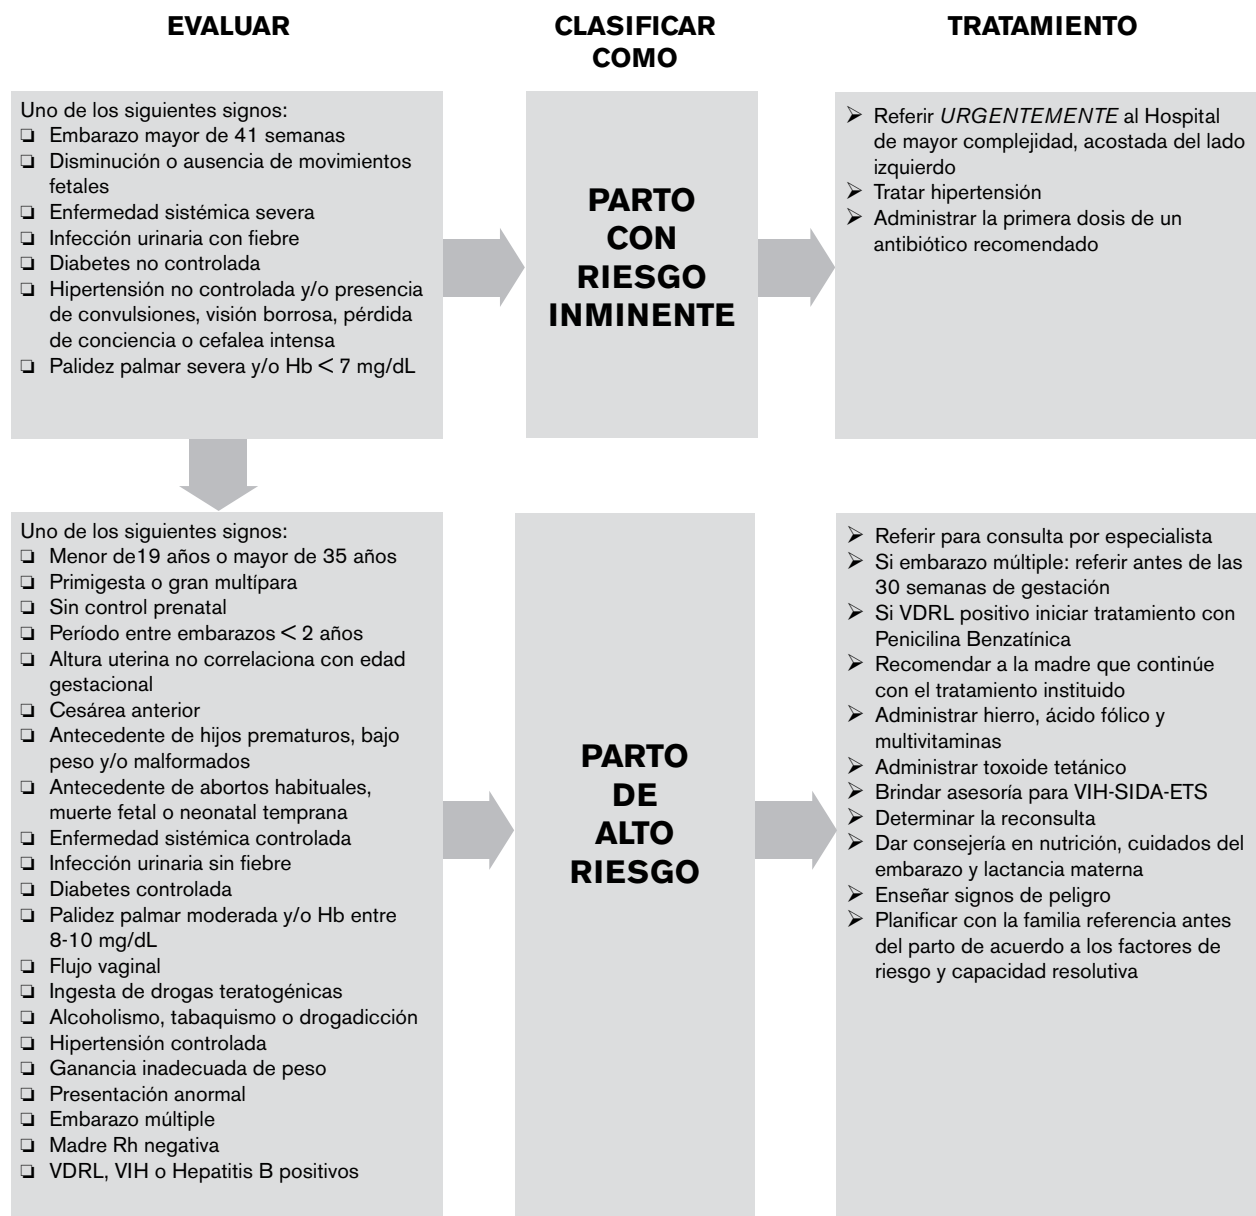 EVALUAR
CLASIFICAR
COMO
TRATAMIENTO
Uno de los siguientes signos:
❏ Embarazo mayor de 41 semanas
❏ Disminución o ausencia de movimientos
fetales
❏ Enfermedad sistémica severa
❏ Infección urinaria con fiebre
❏ Diabetes no controlada
❏ Hipertensión no controlada y/o presencia
de convulsiones, visión borrosa, pérdida
de conciencia o cefalea intensa
❏ Palidez palmar severa y/o Hb < 7 mg/dL
PARTO
CON
RIESGO
INMINENTE
➢ Referir URGENTEMENTE al Hospital
de mayor complejidad, acostada del lado
izquierdo
➢ Tratar hipertensión
➢ Administrar la primera dosis de un
antibiótico recomendado
Uno de los siguientes signos:
❏ Menor de19 años o mayor de 35 años
❏ Primigesta o gran multípara
❏ Sin control prenatal
❏ Período entre embarazos < 2 años
❏ Altura uterina no correlaciona con edad
gestacional
❏ Cesárea anterior
❏ Antecedente de hijos prematuros, bajo
peso y/o malformados
❏ Antecedente de abortos habituales,
muerte fetal o neonatal temprana
❏ Enfermedad sistémica controlada
❏ Infección urinaria sin fiebre
❏ Diabetes controlada
❏ Palidez palmar moderada y/o Hb entre
8-10 mg/dL
❏ Flujo vaginal
❏ Ingesta de drogas teratogénicas
❏ Alcoholismo, tabaquismo o drogadicción
❏ Hipertensión controlada
❏ Ganancia inadecuada de peso
❏ Presentación anormal
❏ Embarazo múltiple
❏ Madre Rh negativa
❏ VDRL, VIH o Hepatitis B positivos
PARTO
DE
ALTO
RIESGO
➢ Referir para consulta por especialista
➢ Si embarazo múltiple: referir antes de las
30 semanas de gestación
➢ Si VDRL positivo iniciar tratamiento con
Penicilina Benzatínica
➢ Recomendar a la madre que continúe
con el tratamiento instituido
➢ Administrar hierro, ácido fólico y
multivitaminas
➢ Administrar toxoide tetánico
➢ Brindar asesoría para VIH-SIDA-ETS
➢ Determinar la reconsulta
➢ Dar consejería en nutrición, cuidados del
embarazo y lactancia materna
➢ Enseñar signos de peligro
➢ Planificar con la familia referencia antes
del parto de acuerdo a los factores de
riesgo y capacidad resolutiva